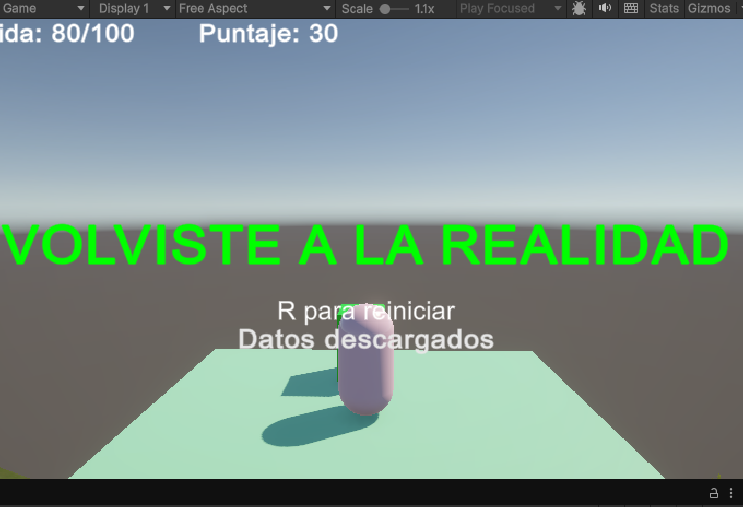 Game Display 1 Free Aspect Scale 1.1x Play Focused Stats Gizmos
ida: 80/100 Puntaje: 30
VOLVISTE A LA REALIDAD
R para reiniciar
Datos descargados